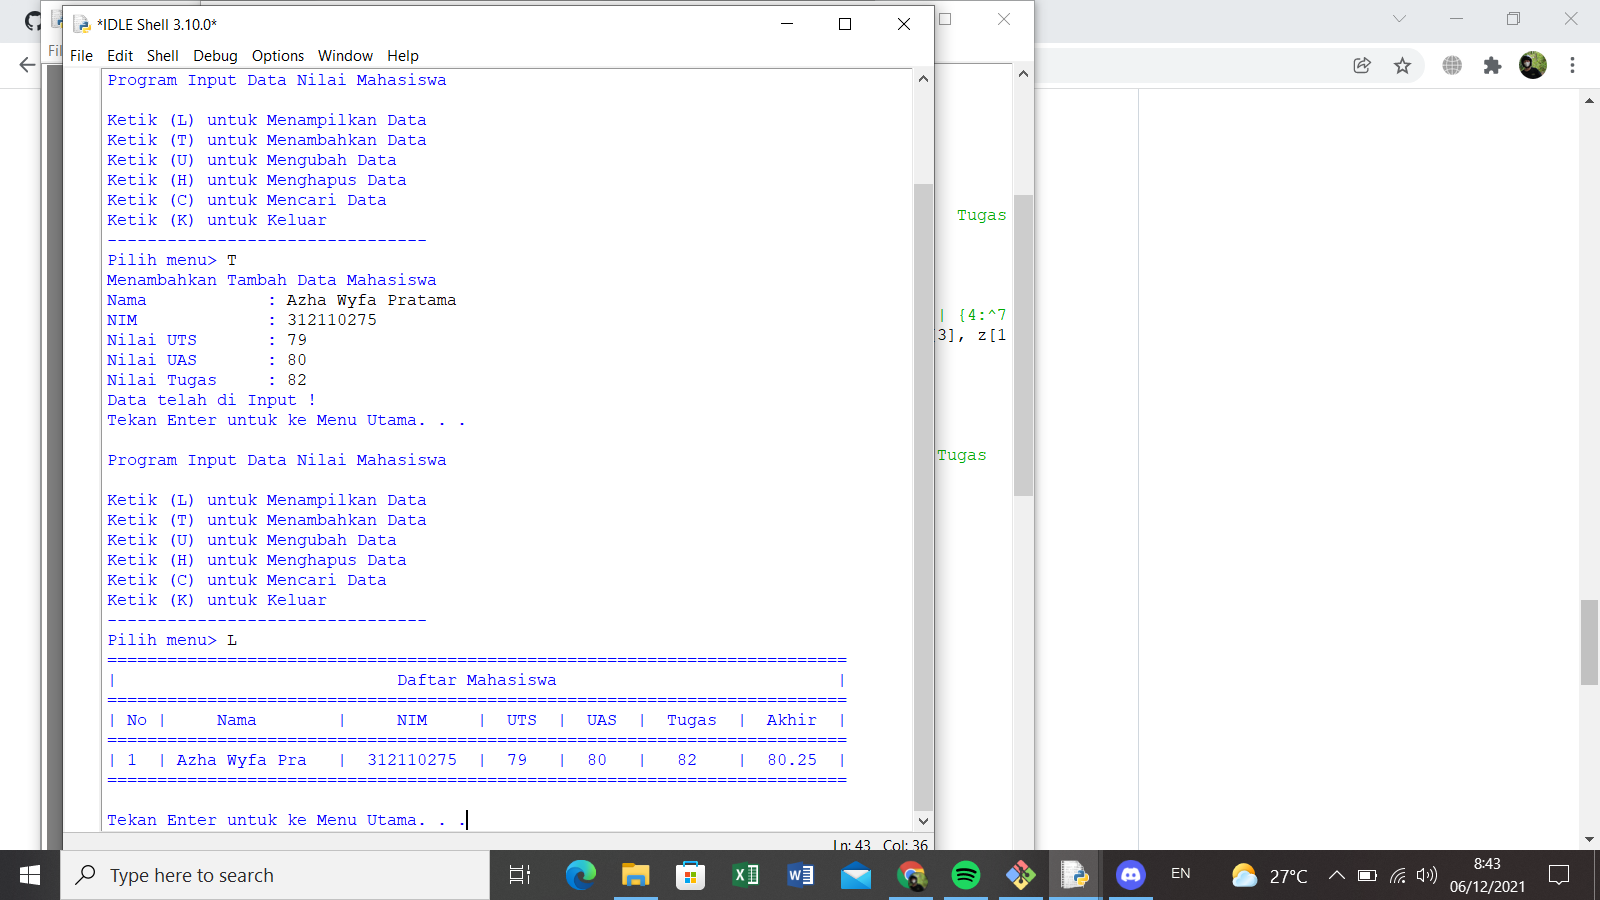 *IDLE Shell 3.10.0*
Fil
File Edit Shell Debug Options Window Help
Program Input Data Nilai Mahasiswa
Ketik (L) untuk Menampilkan Data
Ketik (T) untuk Menambahkan Data
Ketik (U) untuk Mengubah Data
Ketik (H) untuk Menghapus Data
Ketik (C) untuk Mencari Data
Ketik (K) untuk Keluar
--------------------------------
Pilih menu> T
Menambahkan Tambah Data Mahasiswa
Nama : Azha Wyfa Pratama
NIM : 312110275
Nilai UTS : 79
Nilai UAS : 80
Nilai Tugas : 82
Data telah di Input !
Tekan Enter untuk ke Menu Utama. . .
Program Input Data Nilai Mahasiswa
Ketik (L) untuk Menampilkan Data
Ketik (T) untuk Menambahkan Data
Ketik (U) untuk Mengubah Data
Ketik (H) untuk Menghapus Data
Ketik (C) untuk Mencari Data
Ketik (K) untuk Keluar
--------------------------------
Pilih menu> L
==========================================================================
| Daftar Mahasiswa |
==========================================================================
| No | Nama | NIM | UTS | UAS | Tugas | Akhir |
==========================================================================
| 1 | Azha Wyfa Pra | 312110275 | 79 | 80 | 82 | 80.25 |
==========================================================================
Tekan Enter untuk ke Menu Utama. . .
Ln: 43 Col: 36
Tugas
| {4:^7
3], z[1
Tugas
Type here to search
EN
27°C
8:43
06/12/2021